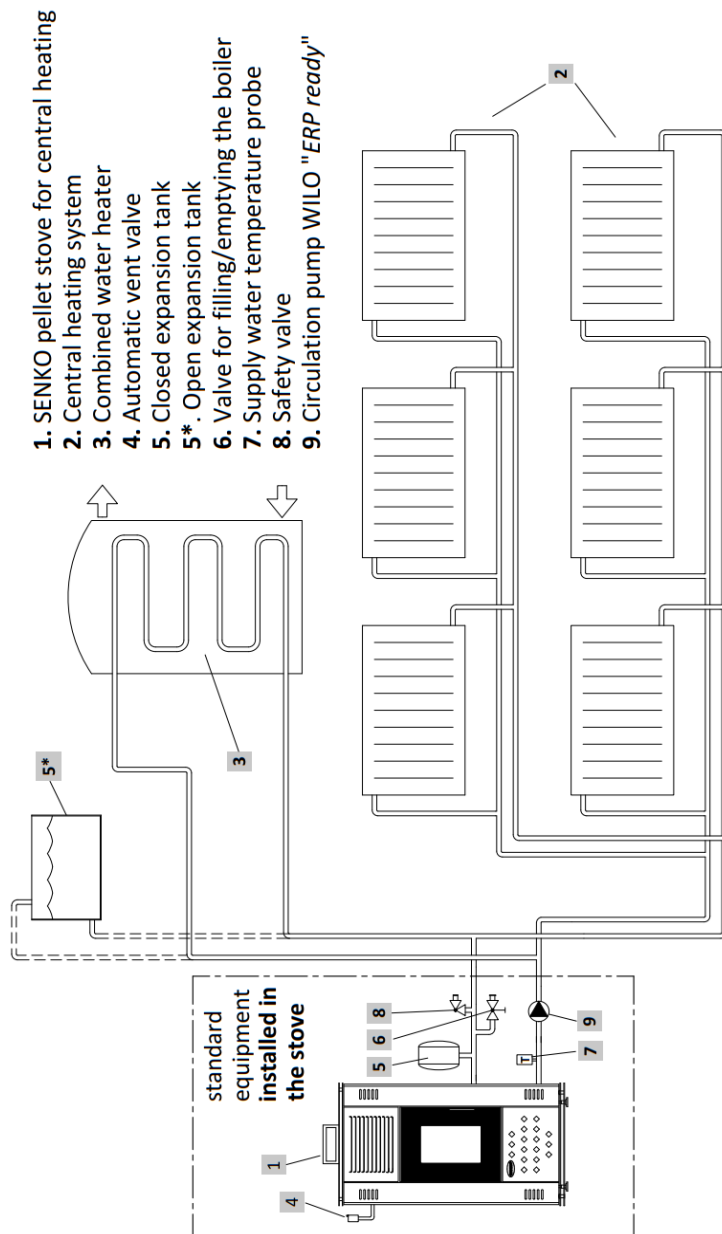 1. SENKO pellet stove for central heating
2. Central heating system
3. Combined water heater
4. Automatic vent valve
5. Closed expansion tank
5*. Open expansion tank
6. Valve for filling/emptying the boiler
7. Supply water temperature probe
8. Safety valve
9. Circulation pump WILO "ERP ready"
2
5*
3
standard
equipment
installed in
the stove
1
4
5
6
8
T
7
9